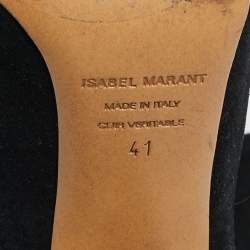 ISABEL MARANT
MADE IN ITALY
CUIR VERITABLE
41